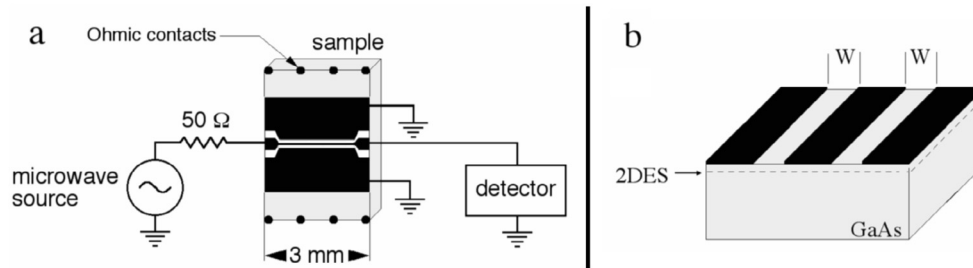 a
Ohmic contacts
sample
50 Ω
microwave
source
detector
3 mm
b
W W
2DES
GaAs